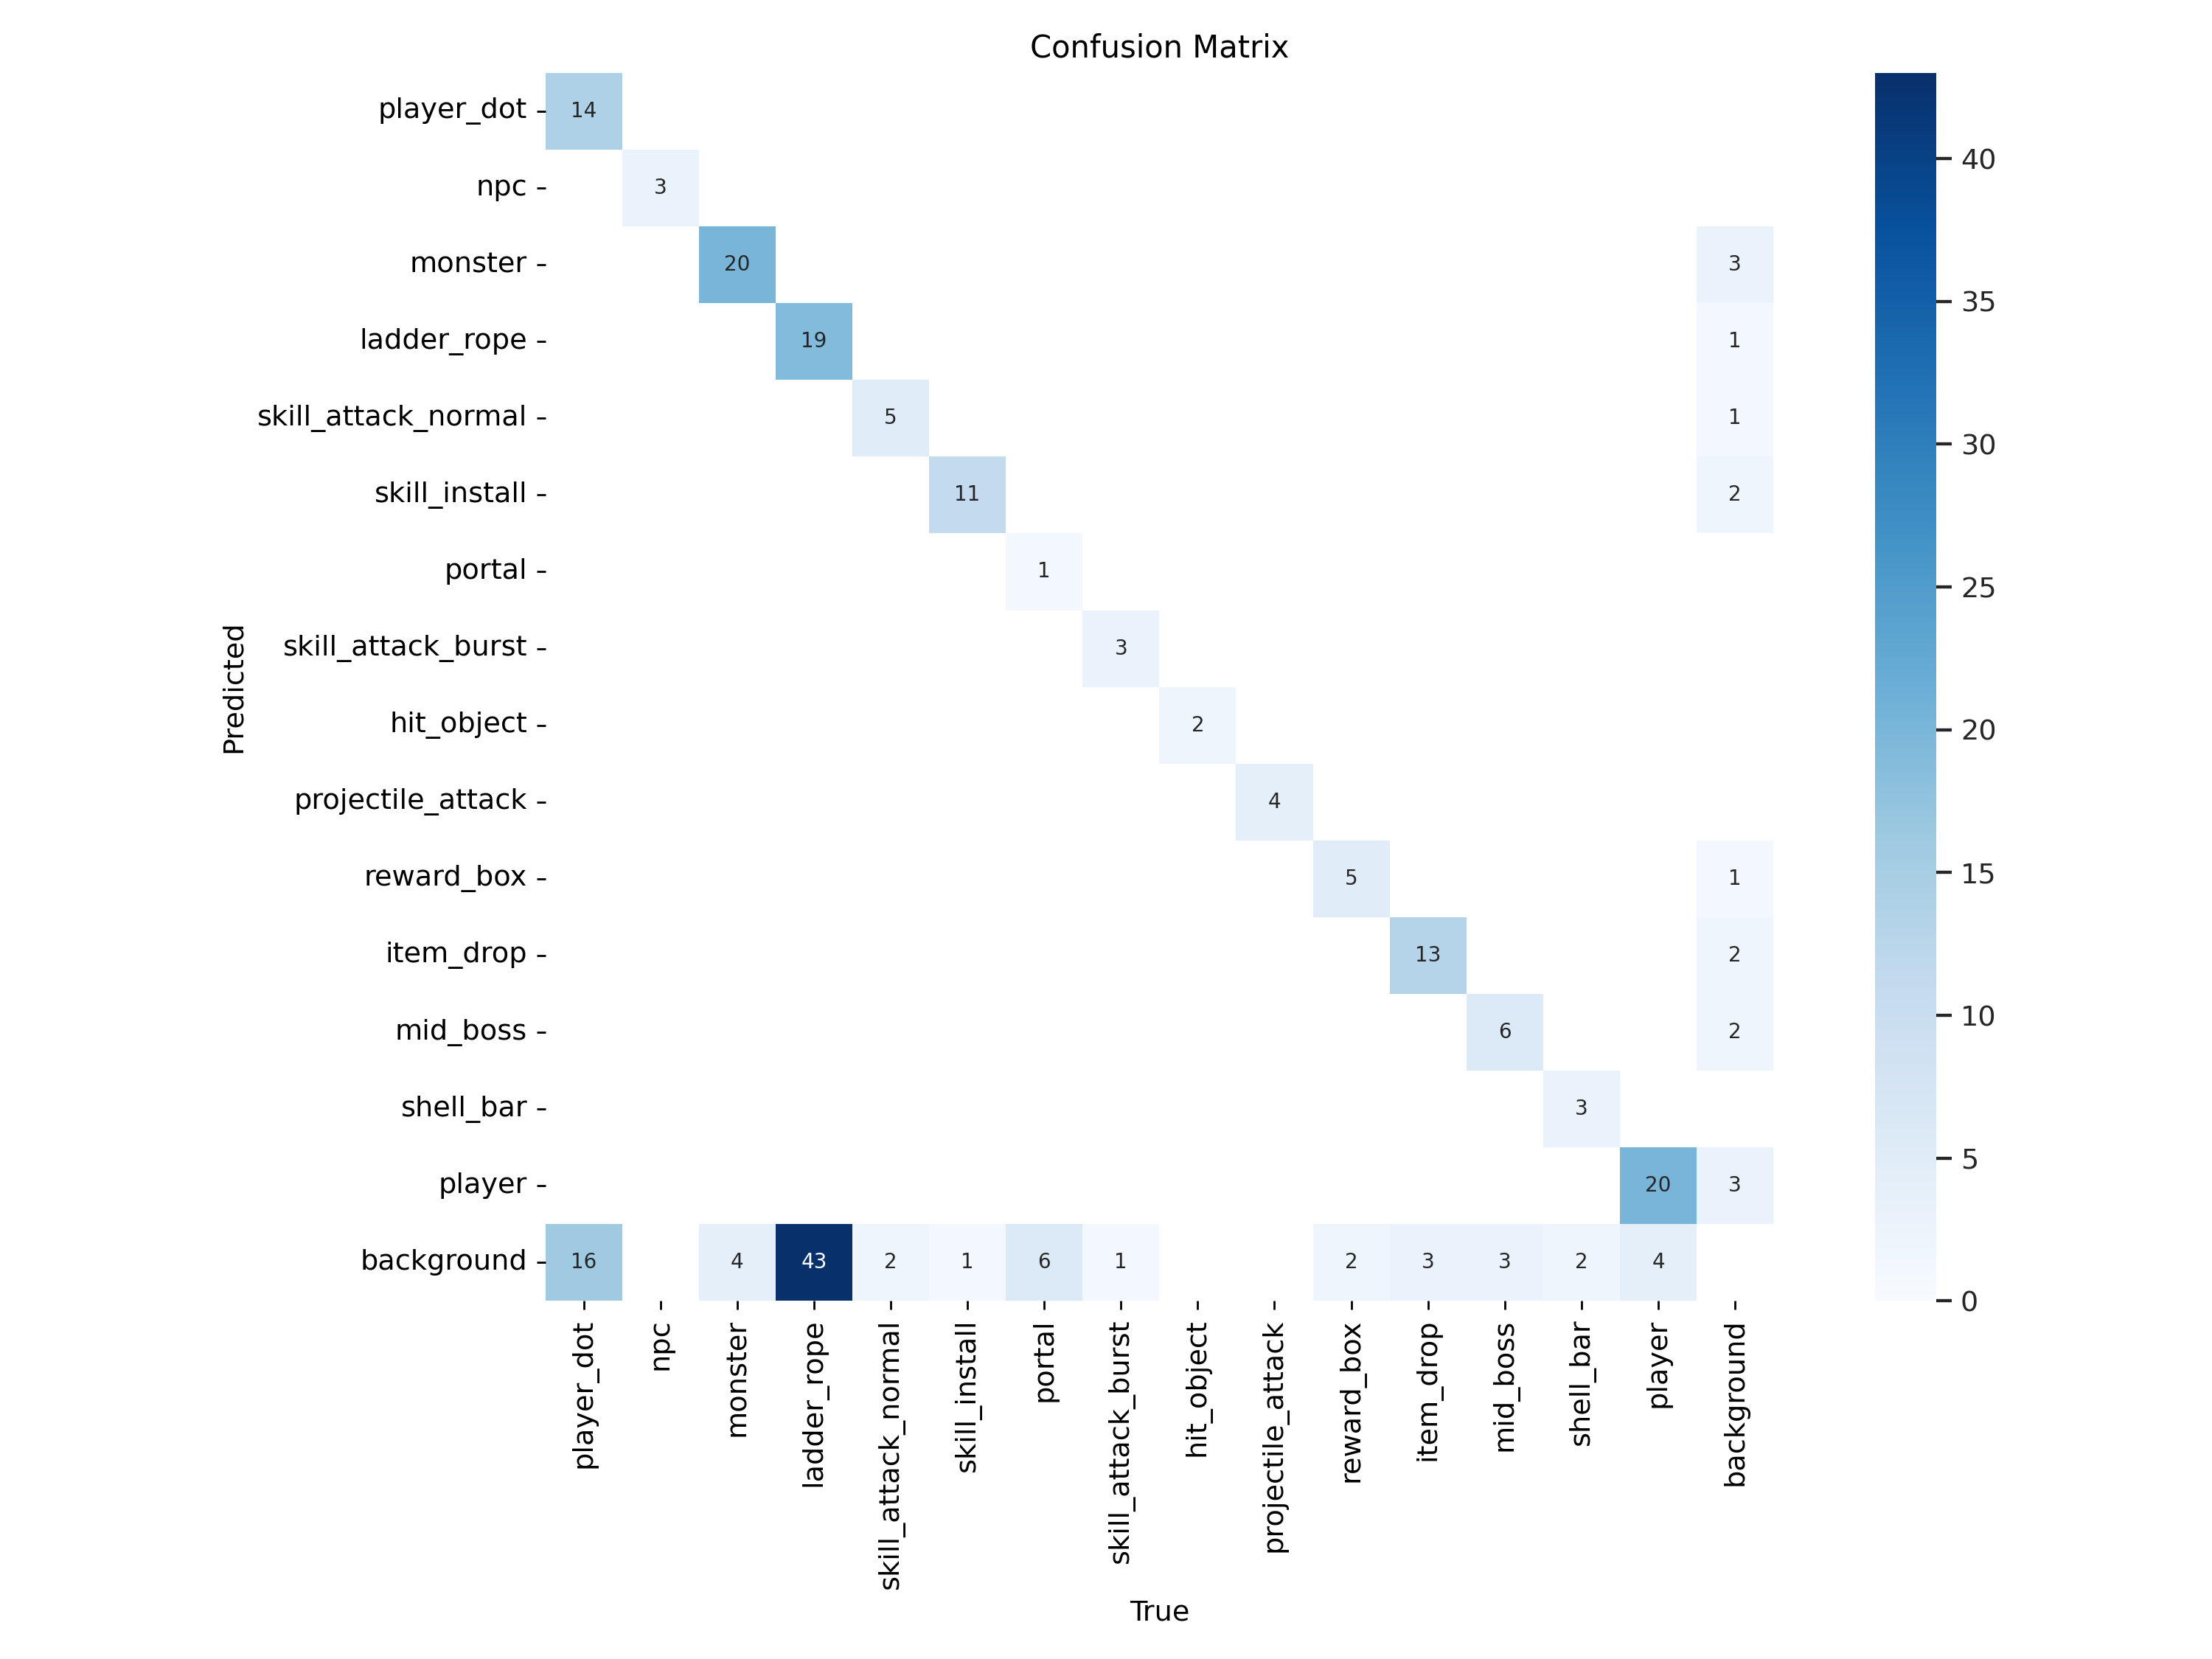 Confusion Matrix
player_dot 14
npc 3
monster 20 3
ladder_rope 19 1
skill_attack_normal 5 1
skill_install 11 2
portal 1
skill_attack_burst 3
hit_object 2
projectile_attack 4
reward_box 5 1
item_drop 13 2
mid_boss 6 2
shell_bar 3
player 20 3
background 16 4 43 2 1 6 1 2 3 3 2 4
Predicted
player_dot
npc
monster
ladder_rope
skill_attack_normal
skill_install
portal
skill_attack_burst
hit_object
projectile_attack
reward_box
item_drop
mid_boss
shell_bar
player
background
True
40
35
30
25
20
15
10
5
0